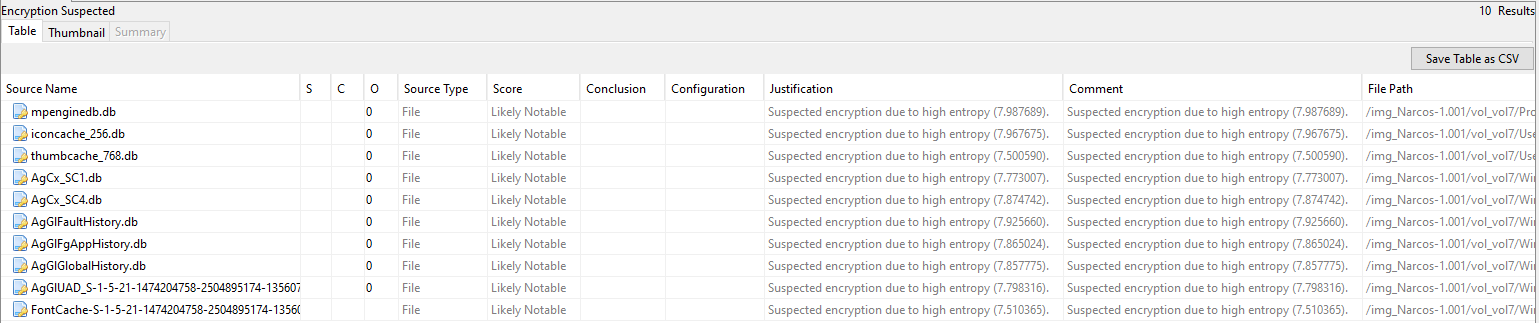 Encryption Suspected 10 Results
Table Thumbnail Summary
Save Table as CSV
Source Name S C O Source Type Score Conclusion Configuration Justification Comment File Path
mpenginedb.db 0 File Likely Notable Suspected encryption due to high entropy (7.987689). Suspected encryption due to high entropy (7.987689). /img_Narcos-1.001/vol_vol7/Pro
iconcache_256.db 0 File Likely Notable Suspected encryption due to high entropy (7.967675). Suspected encryption due to high entropy (7.967675). /img_Narcos-1.001/vol_vol7/Use
thumbcache_768.db 0 File Likely Notable Suspected encryption due to high entropy (7.500590). Suspected encryption due to high entropy (7.500590). /img_Narcos-1.001/vol_vol7/Use
AgCx_SC1.db 0 File Likely Notable Suspected encryption due to high entropy (7.773007). Suspected encryption due to high entropy (7.773007). /img_Narcos-1.001/vol_vol7/Win
AgCx_SC4.db 0 File Likely Notable Suspected encryption due to high entropy (7.874742). Suspected encryption due to high entropy (7.874742). /img_Narcos-1.001/vol_vol7/Win
AgGlFaultHistory.db 0 File Likely Notable Suspected encryption due to high entropy (7.925660). Suspected encryption due to high entropy (7.925660). /img_Narcos-1.001/vol_vol7/Win
AgGlFgAppHistory.db 0 File Likely Notable Suspected encryption due to high entropy (7.865024). Suspected encryption due to high entropy (7.865024). /img_Narcos-1.001/vol_vol7/Win
AgGlGlobalHistory.db 0 File Likely Notable Suspected encryption due to high entropy (7.857775). Suspected encryption due to high entropy (7.857775). /img_Narcos-1.001/vol_vol7/Win
AgGlUAD_S-1-5-21-1474204758-2504895174-135607 0 File Likely Notable Suspected encryption due to high entropy (7.798316). Suspected encryption due to high entropy (7.798316). /img_Narcos-1.001/vol_vol7/Win
FontCache-S-1-5-21-1474204758-2504895174-13560 File Likely Notable Suspected encryption due to high entropy (7.510365). Suspected encryption due to high entropy (7.510365). /img_Narcos-1.001/vol_vol7/Win